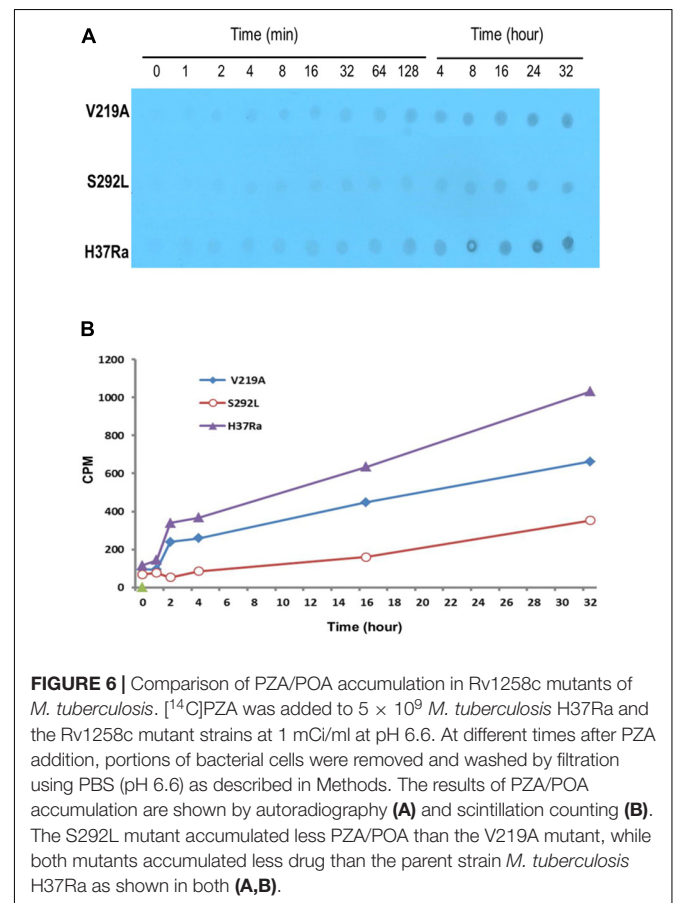 A
Time (min) Time (hour)
0 1 2 4 8 16 32 64 128 4 8 16 24 32
V219A
S292L
H37Ra
B
1200
1000
800
600
400
200
0
CPM
V219A
S292L
H37Ra
0 2 4 6 8 10 12 14 16 18 20 22 24 26 28 30 32
Time (hour)
FIGURE 6 | Comparison of PZA/POA accumulation in Rv1258c mutants of
M. tuberculosis. [¹⁴C]PZA was added to 5 × 10⁹ M. tuberculosis H37Ra and
the Rv1258c mutant strains at 1 mCi/ml at pH 6.6. At different times after PZA
addition, portions of bacterial cells were removed and washed by filtration
using PBS (pH 6.6) as described in Methods. The results of PZA/POA
accumulation are shown by autoradiography (A) and scintillation counting (B).
The S292L mutant accumulated less PZA/POA than the V219A mutant, while
both mutants accumulated less drug than the parent strain M. tuberculosis
H37Ra as shown in both (A,B).